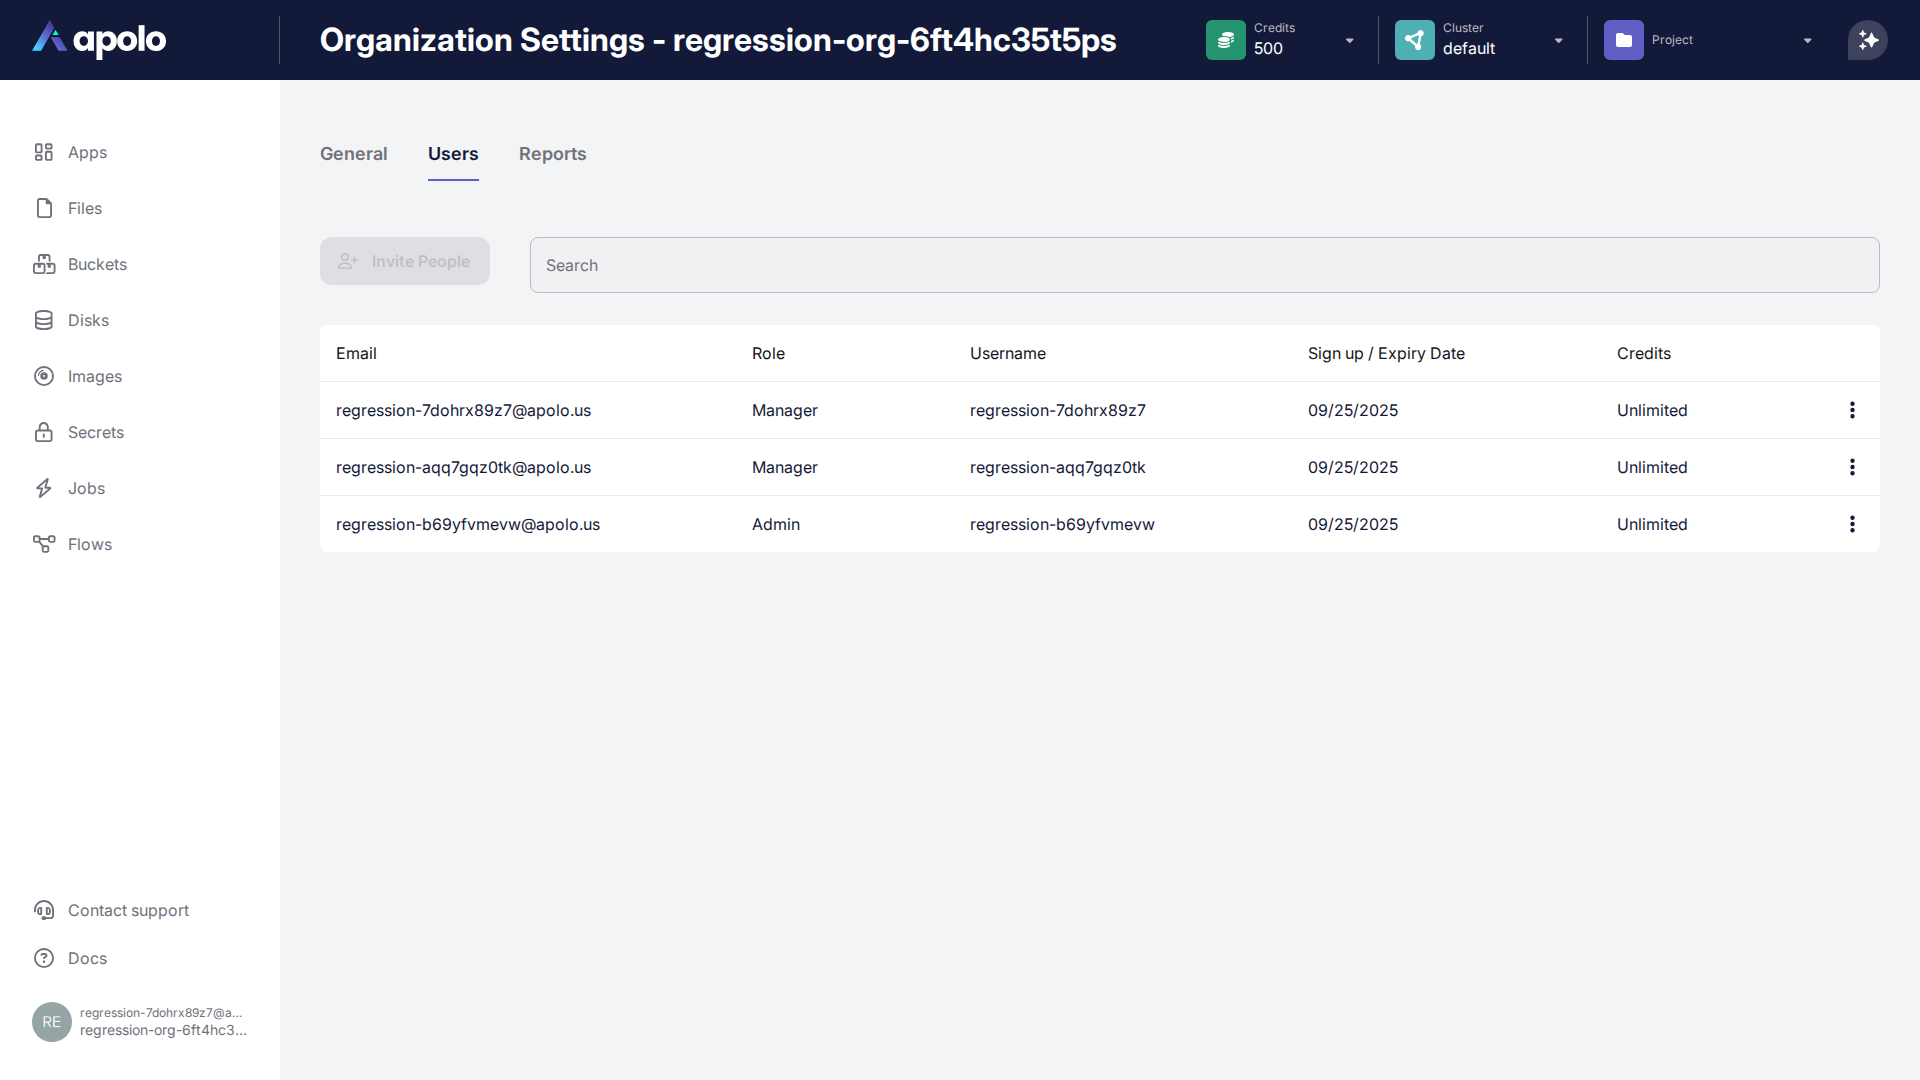 apolo
Organization Settings - regression-org-6ft4hc35t5ps
Credits
500
Cluster
default
Project
Apps
Files
Buckets
Disks
Images
Secrets
Jobs
Flows
General
Users
Reports
Invite People
Search
Email Role Username Sign up / Expiry Date Credits
regression-7dohrx89z7@apolo.us Manager regression-7dohrx89z7 09/25/2025 Unlimited
regression-aqq7gqz0tk@apolo.us Manager regression-aqq7gqz0tk 09/25/2025 Unlimited
regression-b69yfvmevw@apolo.us Admin regression-b69yfvmevw 09/25/2025 Unlimited
Contact support
Docs
RE
regression-7dohrx89z7@a...
regression-org-6ft4hc3...